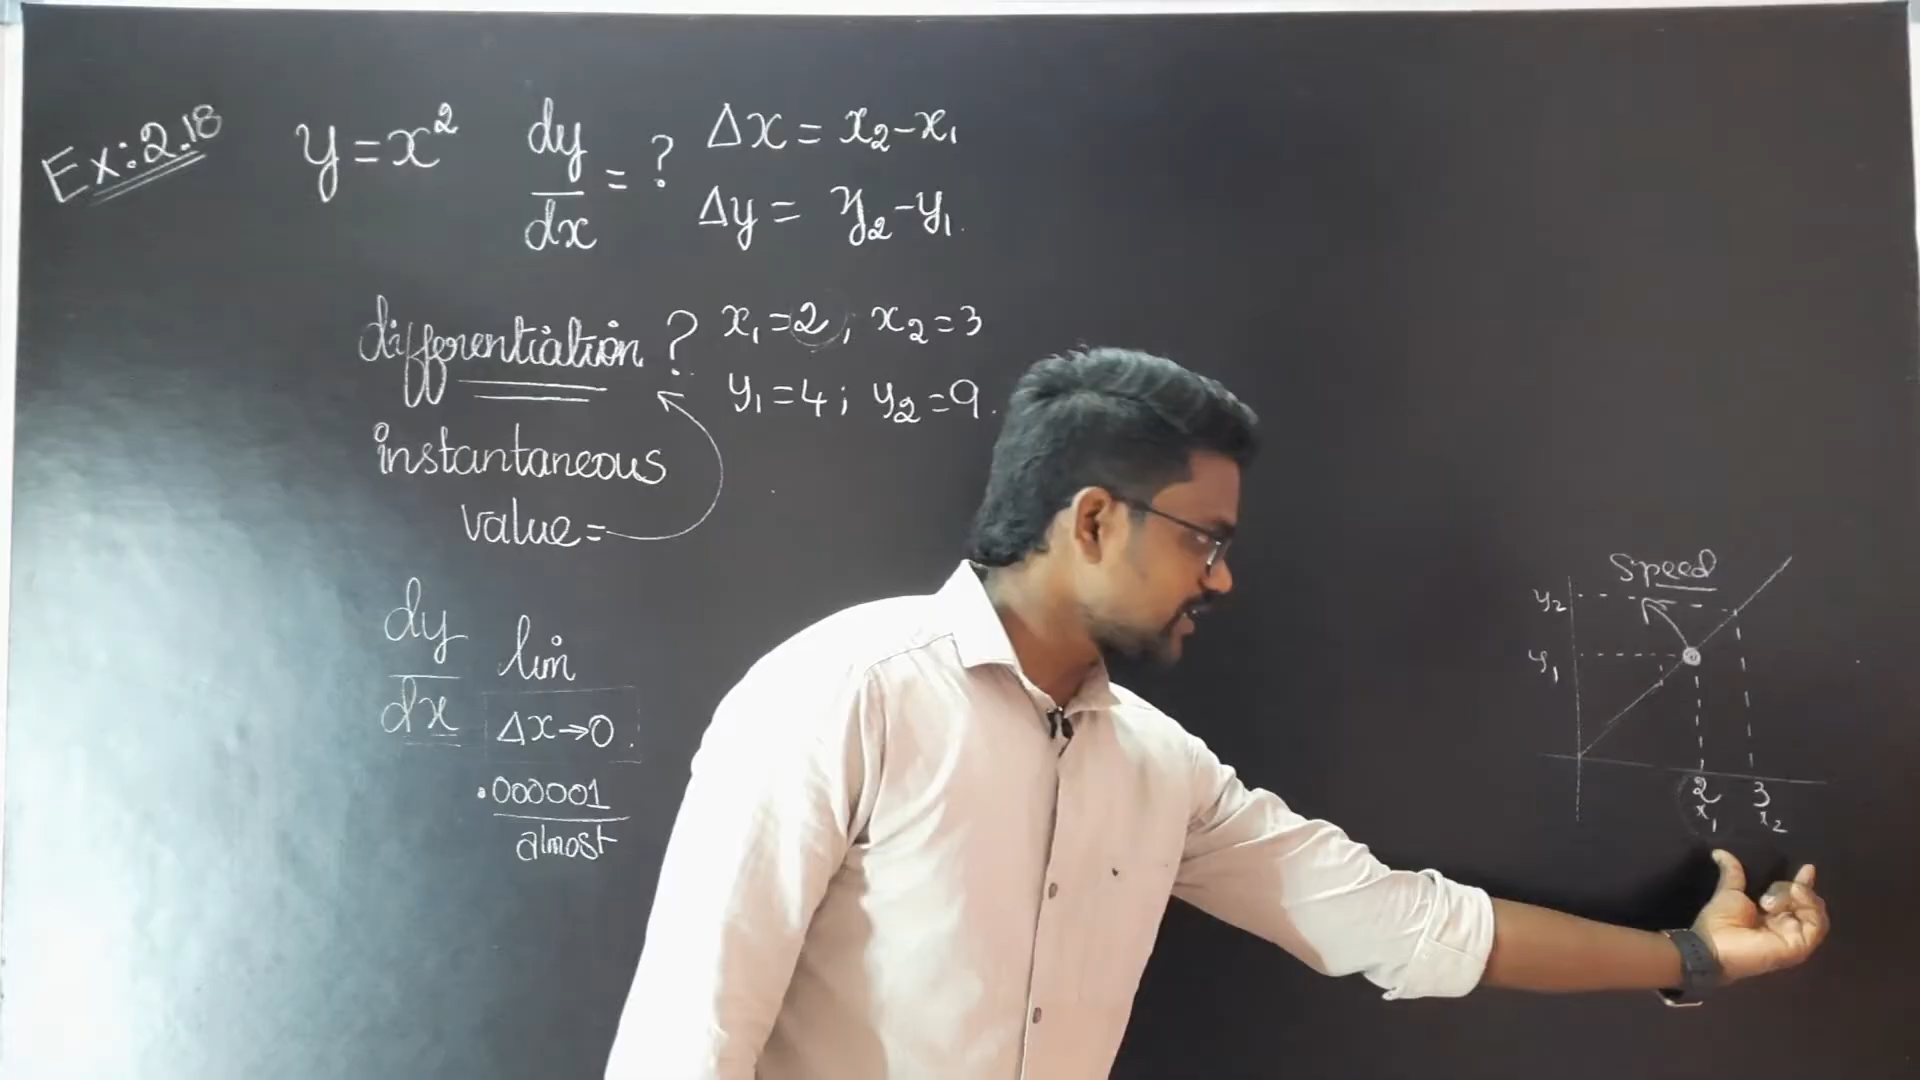 Ex:2.18
y=x² dy/dx = ?
Δx = x₂-x₁
Δy = y₂-y₁.
differentiation ?
x₁=2, x₂=3
y₁=4; y₂=9.
instantaneous
value=
dy/dx lim
Δx→0.
.000001
almost
Speed
y₂
y₁
2 3
x₁ x₂